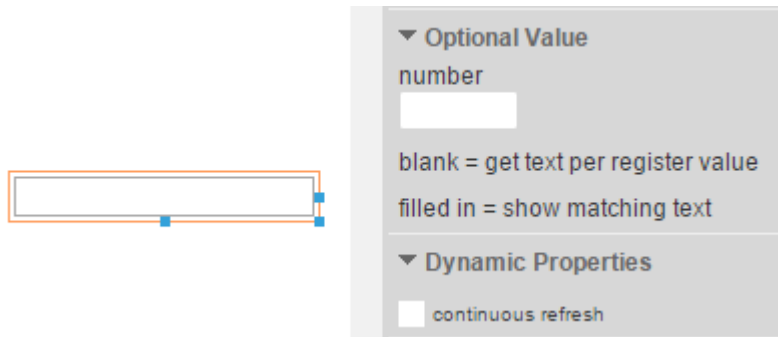 Optional Value
number
blank = get text per register value
filled in = show matching text
Dynamic Properties
continuous refresh